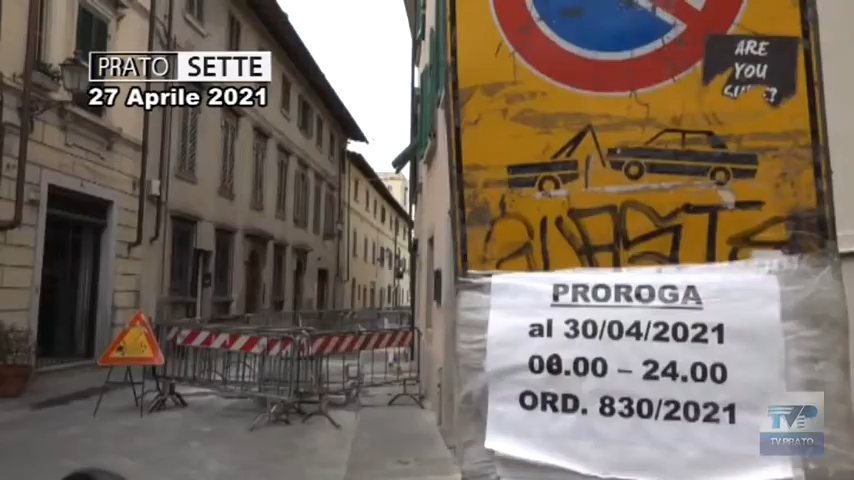 PRATO SETTE
27 Aprile 2021
ARE
YOU
PROROGA
al 30/04/2021
06.00 – 24.00
ORD. 830/2021
TVP
TV PRATO